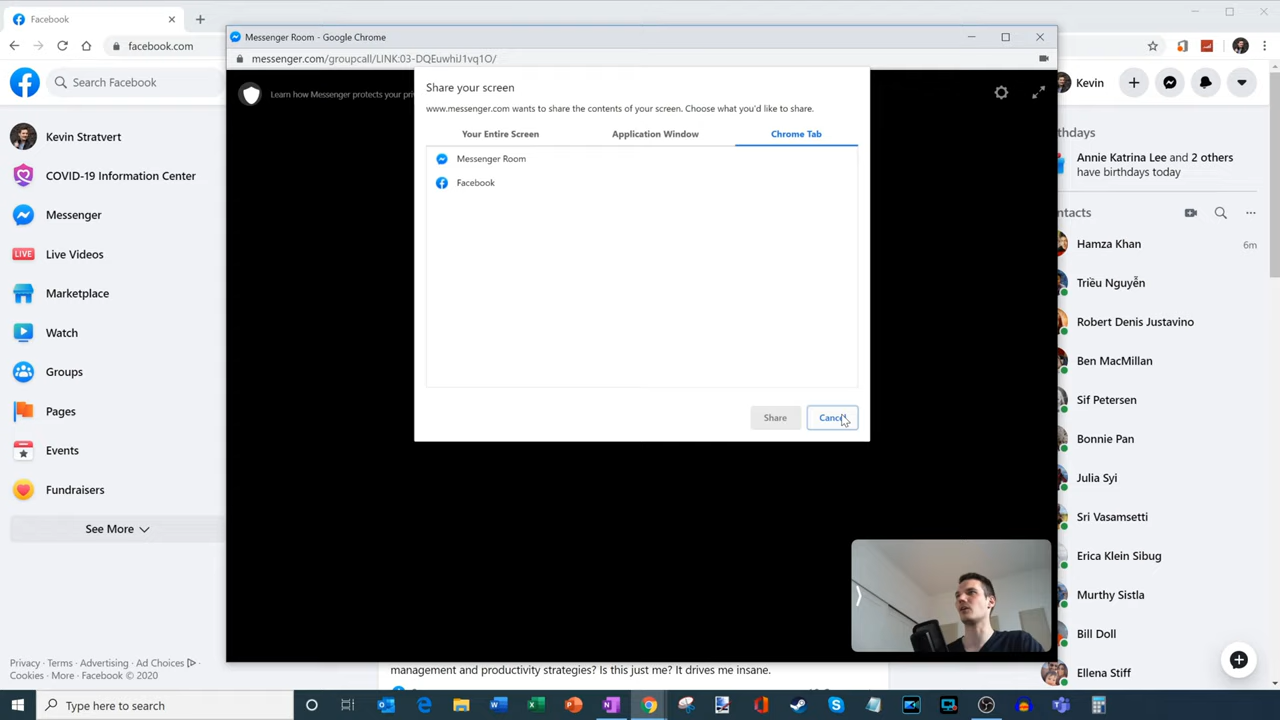 Facebook
facebook.com
Search Facebook
Kevin
Kevin Stratvert
COVID-19 Information Center
Messenger
Live Videos
Marketplace
Watch
Groups
Pages
Events
Fundraisers
See More
Privacy · Terms · Advertising · Ad Choices ·
Cookies · More · Facebook © 2020
Messenger Room - Google Chrome
messenger.com/groupcall/LINK:03-DQEuwhiJ1vq1O/
Learn how Messenger protects your pri
Share your screen
www.messenger.com wants to share the contents of your screen. Choose what you'd like to share.
Your Entire Screen
Application Window
Chrome Tab
Messenger Room
Facebook
Share
Cancel
management and productivity strategies? Is this just me? It drives me insane.
thdays
Annie Katrina Lee and 2 others
have birthdays today
ntacts
Hamza Khan
6m
Triều Nguyễn
Robert Denis Justavino
Ben MacMillan
Sif Petersen
Bonnie Pan
Julia Syi
Sri Vasamsetti
Erica Klein Sibug
Murthy Sistla
Bill Doll
Ellena Stiff
Type here to search